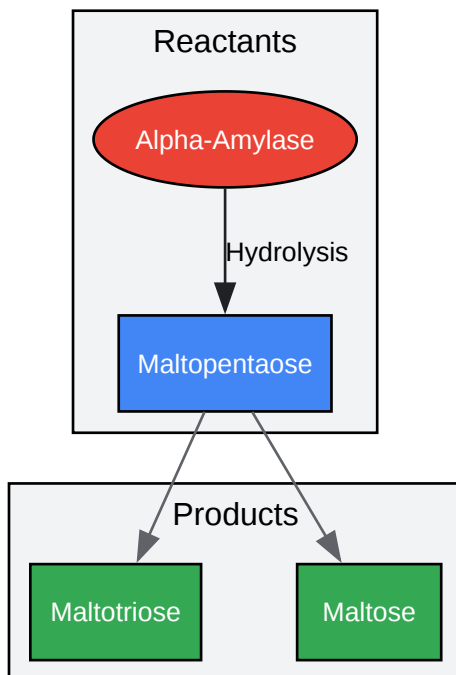 Reactants
Alpha-Amylase
Hydrolysis
Maltopentaose
Products
Maltotriose
Maltose